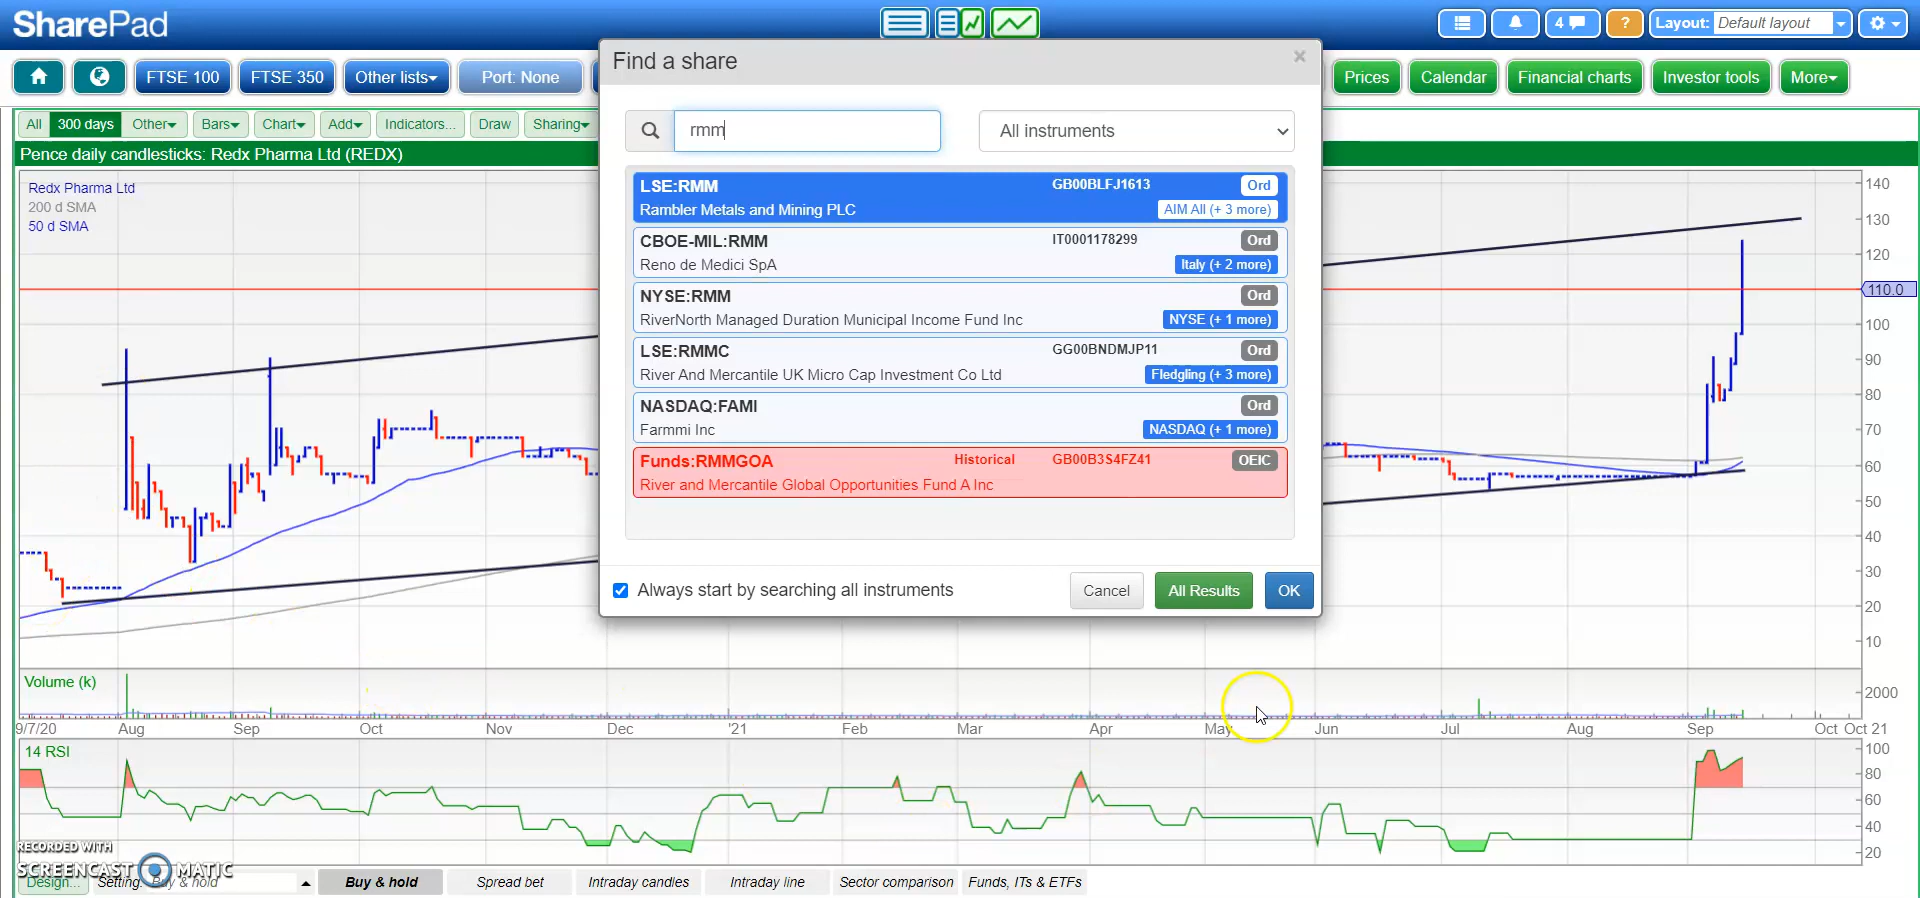 SharePad
4
?
Layout: Default layout
FTSE 100
FTSE 350
Other lists
Port: None
Prices
Calendar
Financial charts
Investor tools
More
Find a share
×
rmm
All instruments
All
300 days
Other
Bars
Chart
Add
Indicators...
Draw
Sharing
Pence daily candlesticks: Redx Pharma Ltd (REDX)
Redx Pharma Ltd
200 d SMA
50 d SMA
LSE:RMM GB00BLFJ1613 Ord
Rambler Metals and Mining PLC AIM All (+ 3 more)
CBOE-MIL:RMM IT0001178299 Ord
Reno de Medici SpA Italy (+ 2 more)
NYSE:RMM Ord
RiverNorth Managed Duration Municipal Income Fund Inc NYSE (+ 1 more)
LSE:RMMC GG00BNDMJP11 Ord
River And Mercantile UK Micro Cap Investment Co Ltd Fledgling (+ 3 more)
NASDAQ:FAMI Ord
Farmmi Inc NASDAQ (+ 1 more)
Funds:RMMGOA Historical GB00B3S4FZ41 OEIC
River and Mercantile Global Opportunities Fund A Inc
Always start by searching all instruments
Cancel
All Results
OK
140
130
120
110.0
100
90
80
70
60
50
40
30
20
10
Volume (k)
2000
9/7/20 Aug Sep Oct Nov Dec '21 Feb Mar Apr May Jun Jul Aug Sep Oct Oct 21
14 RSI
100
80
60
40
20
RECORDED WITH
SCREENCAST MATIC
Design...
Setting: Buy & hold
Buy & hold
Spread bet
Intraday candles
Intraday line
Sector comparison
Funds, ITs & ETFs